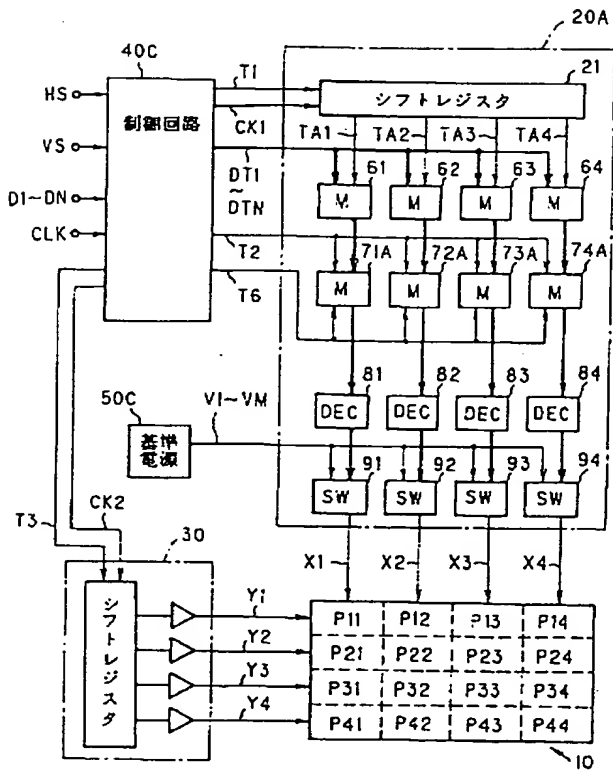 20A
40C
T1
21
HS
制御回路
シフトレジスタ
CK1
TA1 TA2 TA3 TA4
VS
DT1
~
DTN
61 62 63 64
M M M M
D1~DN
CLK
T2
71A 72A 73A 74A
T6
M M M M
81 82 83 84
DEC DEC DEC DEC
50C
V1~VM
基準
電源
91 92 93 94
SW SW SW SW
CK2
T3
30
X1 X2 X3 X4
シフトレジスタ
Y1
Y2
Y3
Y4
P11 P12 P13 P14
P21 P22 P23 P24
P31 P32 P33 P34
P41 P42 P43 P44
10